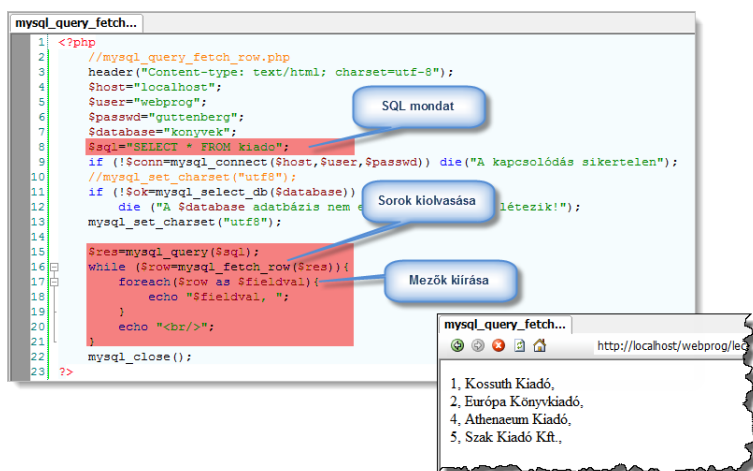 mysql_query_fetch...
1 <?php
2 //mysql_query_fetch_row.php
3 header("Content-type: text/html; charset=utf-8");
4 $host="localhost";
5 $user="webprog";
6 $passwd="guttenberg";
7 $database="konyvek";
8 $sql="SELECT * FROM kiado";
9 if (!$conn=mysql_connect($host,$user,$passwd)) die("A kapcsolódás sikertelen");
10 //mysql_set_charset("utf8");
11 if (!$ok=mysql_select_db($database))
12 die ("A $database adatbázis nem létezik!");
13 mysql_set_charset("utf8");
14
15 $res=mysql_query($sql);
16 while ($row=mysql_fetch_row($res)){
17 foreach($row as $fieldval){
18 echo "$fieldval, ";
19 }
20 echo "<br/>";
21 }
22 mysql_close();
23 ?>
SQL mondat
Sorok kiolvasása
Mezők kiírása
mysql_query_fetch...
http://localhost/webprog/lec
1, Kossuth Kiadó,
2, Európa Könyvkiadó,
4, Athenaeum Kiadó,
5, Szak Kiadó Kft.,